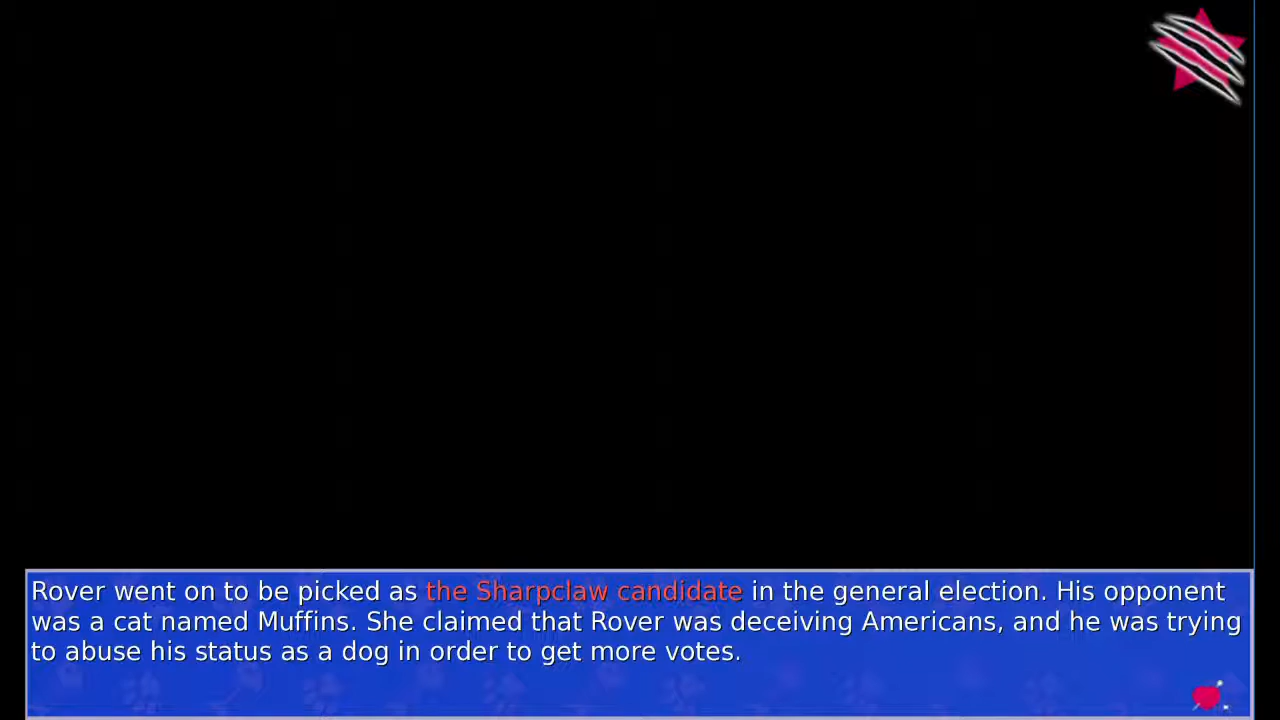 Rover went on to be picked as the Sharpclaw candidate in the general election. His opponent
was a cat named Muffins. She claimed that Rover was deceiving Americans, and he was trying
to abuse his status as a dog in order to get more votes.